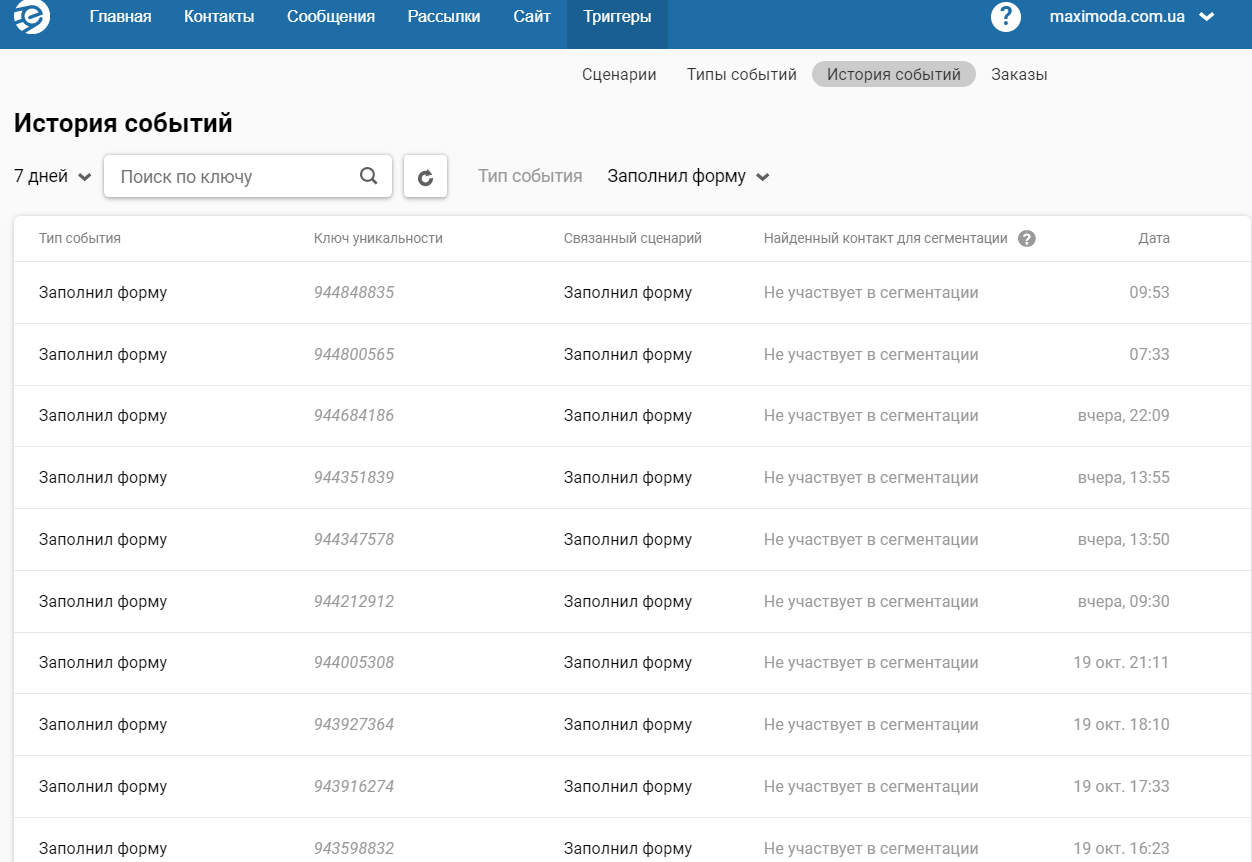 Главная Контакты Сообщения Рассылки Сайт Триггеры ? maximoda.com.ua
Сценарии Типы событий История событий Заказы
История событий
7 дней Поиск по ключу Тип события Заполнил форму
Тип события Ключ уникальности Связанный сценарий Найденный контакт для сегментации ? Дата
Заполнил форму 944848835 Заполнил форму Не участвует в сегментации 09:53
Заполнил форму 944800565 Заполнил форму Не участвует в сегментации 07:33
Заполнил форму 944684186 Заполнил форму Не участвует в сегментации вчера, 22:09
Заполнил форму 944351839 Заполнил форму Не участвует в сегментации вчера, 13:55
Заполнил форму 944347578 Заполнил форму Не участвует в сегментации вчера, 13:50
Заполнил форму 944212912 Заполнил форму Не участвует в сегментации вчера, 09:30
Заполнил форму 944005308 Заполнил форму Не участвует в сегментации 19 окт. 21:11
Заполнил форму 943927364 Заполнил форму Не участвует в сегментации 19 окт. 18:10
Заполнил форму 943916274 Заполнил форму Не участвует в сегментации 19 окт. 17:33
Заполнил форму 943598832 Заполнил форму Не участвует в сегментации 19 окт. 16:23